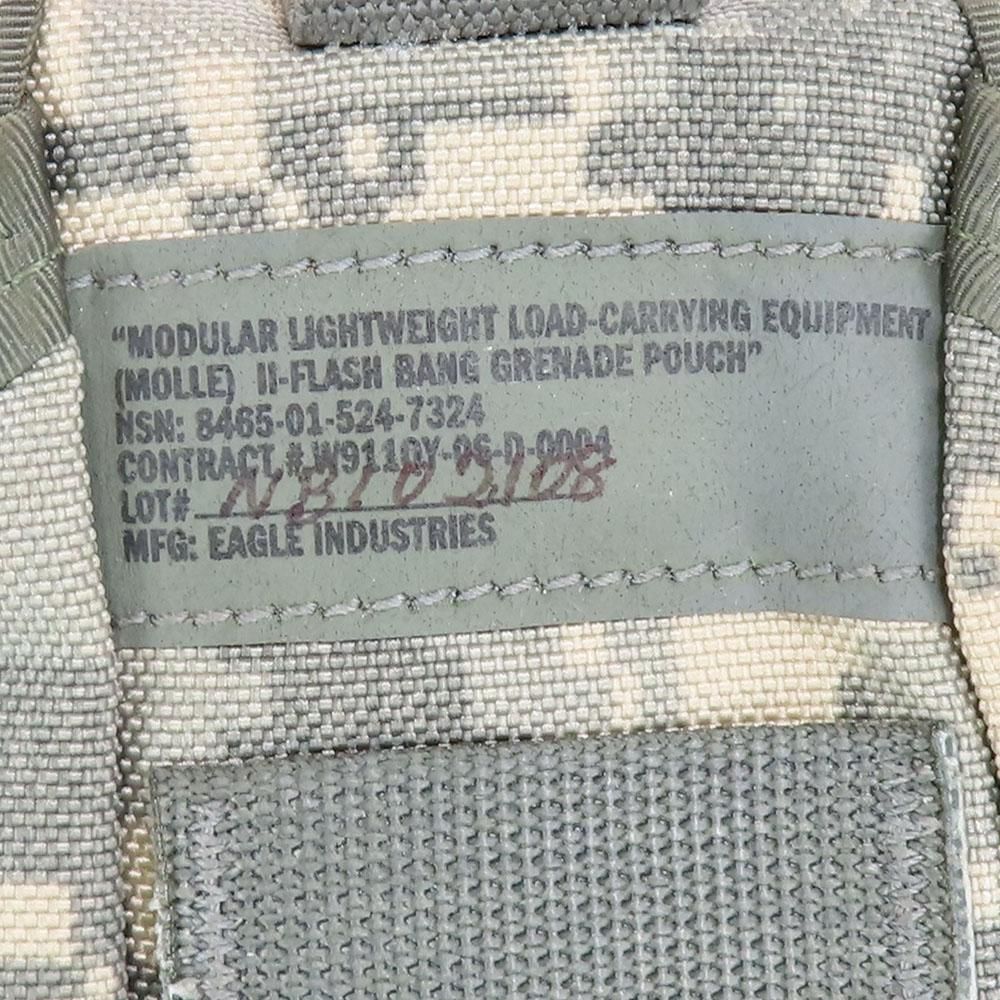 "MODULAR LIGHTWEIGHT LOAD-CARRYING EQUIPMENT
(MOLLE) II-FLASH BANG GRENADE POUCH"
NSN: 8465-01-524-7324
CONTRACT # W911QY-06-D-0004
LOT# NB103108
MFG: EAGLE INDUSTRIES